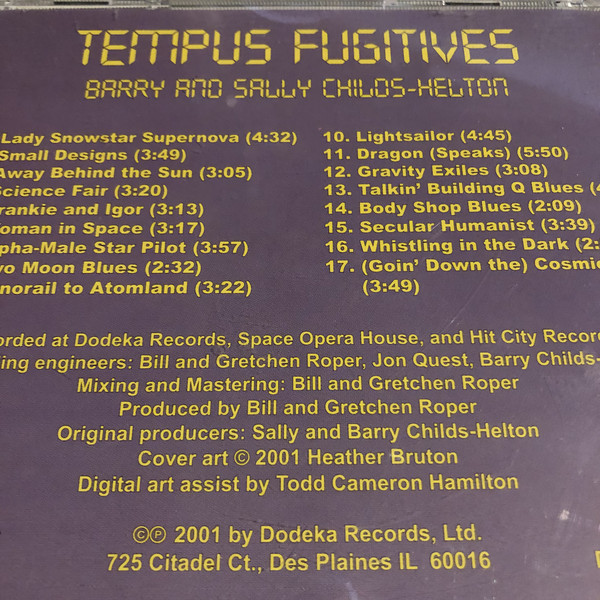 TEMPUS FUGITIVES
BARRY AND SALLY CHILDS-HELTON
Lady Snowstar Supernova (4:32)
Small Designs (3:49)
Away Behind the Sun (3:05)
Science Fair (3:20)
rankie and Igor (3:13)
oman in Space (3:17)
pha-Male Star Pilot (3:57)
o Moon Blues (2:32)
norail to Atomland (3:22)
10. Lightsailor (4:45)
11. Dragon (Speaks) (5:50)
12. Gravity Exiles (3:08)
13. Talkin' Building Q Blues (4
14. Body Shop Blues (2:09)
15. Secular Humanist (3:39)
16. Whistling in the Dark (2:
17. (Goin' Down the) Cosmic
(3:49)
orded at Dodeka Records, Space Opera House, and Hit City Record
ing engineers: Bill and Gretchen Roper, Jon Quest, Barry Childs-
Mixing and Mastering: Bill and Gretchen Roper
Produced by Bill and Gretchen Roper
Original producers: Sally and Barry Childs-Helton
Cover art © 2001 Heather Bruton
Digital art assist by Todd Cameron Hamilton
©℗ 2001 by Dodeka Records, Ltd.
725 Citadel Ct., Des Plaines IL 60016